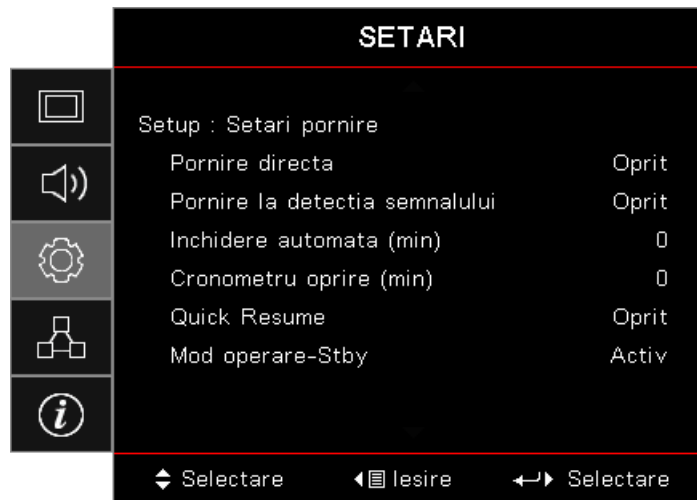 SETARI
Setup : Setari pornire
Pornire directa Oprit
Pornire la detectia semnalului Oprit
Inchidere automata (min) 0
Cronometru oprire (min) 0
Quick Resume Oprit
Mod operare-Stby Activ
Selectare Iesire Selectare